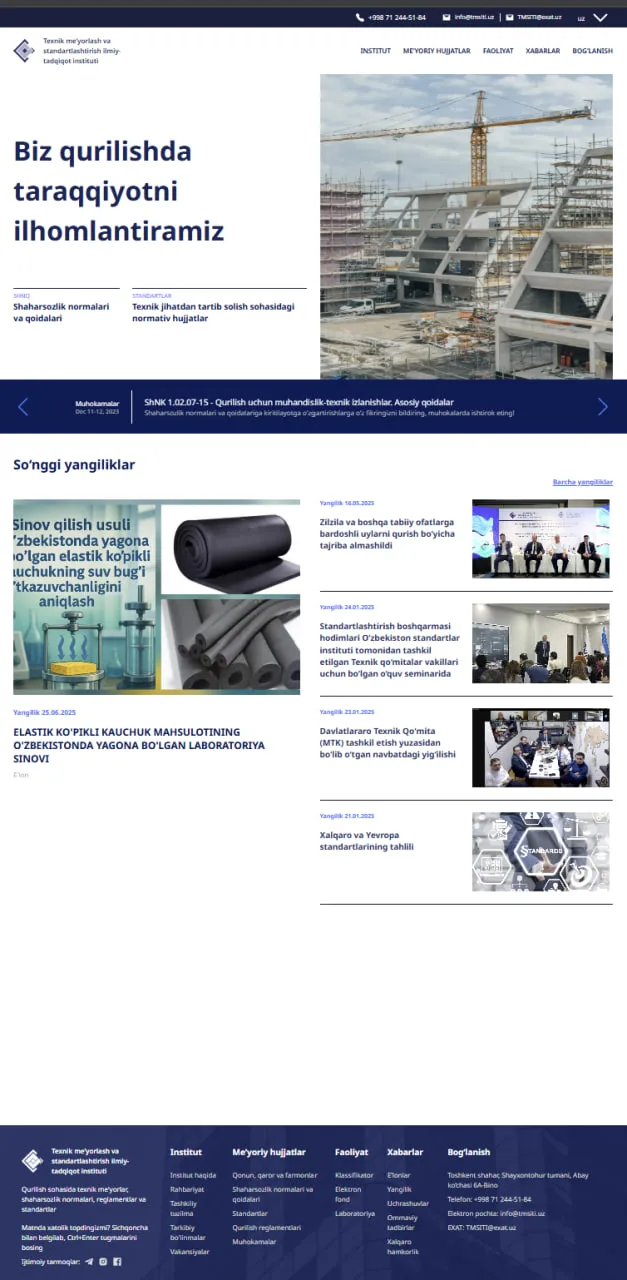 +998 71 244-51-84
info@tmsiti.uz
TMSITI@exat.uz
uz
Texnik me'yorlash va
standartlashtirish ilmiy-
tadqiqot instituti
INSTITUT
ME'YORIY HUJJATLAR
FAOLIYAT
XABARLAR
BOG'LANISH
Biz qurilishda
taraqqiyotni
ilhomlantiramiz
SHNQ
Shaharsozlik normalari
va qoidalari
STANDARTLAR
Texnik jihatdan tartib solish sohasidagi
normativ hujjatlar
Muhokamalar
Dec 11-12, 2023
ShNK 1.02.07-15 - Qurilish uchun muhandislik-texnik izlanishlar. Asosiy qoidalar
Shaharsozlik normalari va qoidalariga kiritilayotga o'zgartirishlarga o'z fikringizni bildiring, muhokalarda ishtirok eting!
So'nggi yangiliklar
Barcha yangiliklar
Sinov qilish usuli
'zbekistonda yagona
oo'lgan elastik ko'pikli
auchukning suv bug'i
'tkazuvchanligini
aniqlash
Yangilik 25.06.2025
ELASTIK KO'PIKLI KAUCHUK MAHSULOTINING
O'ZBEKISTONDA YAGONA BO'LGAN LABORATORIYA
SINOVI
E'lon
Yangilik 16.05.2025
Zilzila va boshqa tabiiy ofatlarga
bardoshli uylarni qurish bo'yicha
tajriba almashildi
Yangilik 24.01.2025
Standartlashtirish boshqarmasi
hodimlari O'zbekiston standartlar
instituti tomonidan tashkil
etilgan Texnik qo'mitalar vakillari
uchun bo'lgan o'quv seminarida
Yangilik 23.01.2025
Davlatlararo Texnik Qo'mita
(MTK) tashkil etish yuzasidan
bo'lib o'tgan navbatdagi yig'ilishi
Yangilik 21.01.2025
Xalqaro va Yevropa
standartlarining tahlili
STANDARDS
Texnik me'yorlash va
standartlashtirish ilmiy-
tadqiqot instituti
Qurilish sohasida texnik me'yorlar,
shaharsozlik normalari, reglamentlar va
standartlar
Matnda xatolik topdingizmi? Sichqoncha
bilan belgilab, Ctrl+Enter tugmalarini
bosing
Ijtimoiy tarmoqlar:
Institut
Institut haqida
Rahbariyat
Tashkiliy
tuzilma
Tarkibiy
bo'linmalar
Vakansiyalar
Me'yoriy hujjatlar
Qonun, qaror va farmonlar
Shaharsozlik normalari va
qoidalari
Standartlar
Qurilish reglamentlari
Muhokamalar
Faoliyat
Klassifikator
Elektron
fond
Laboratoriya
Xabarlar
E'lonlar
Yangilik
Uchrashuvlar
Ommaviy
tadbirlar
Xalqaro
hamkorlik
Bog'lanish
Toshkent shahar, Shayxontohur tumani, Abay
ko'chasi 6A-Bino
Telefon: +998 71 244-51-84
Elektron pochta: info@tmsiti.uz
EXAT: TMSITI@exat.uz